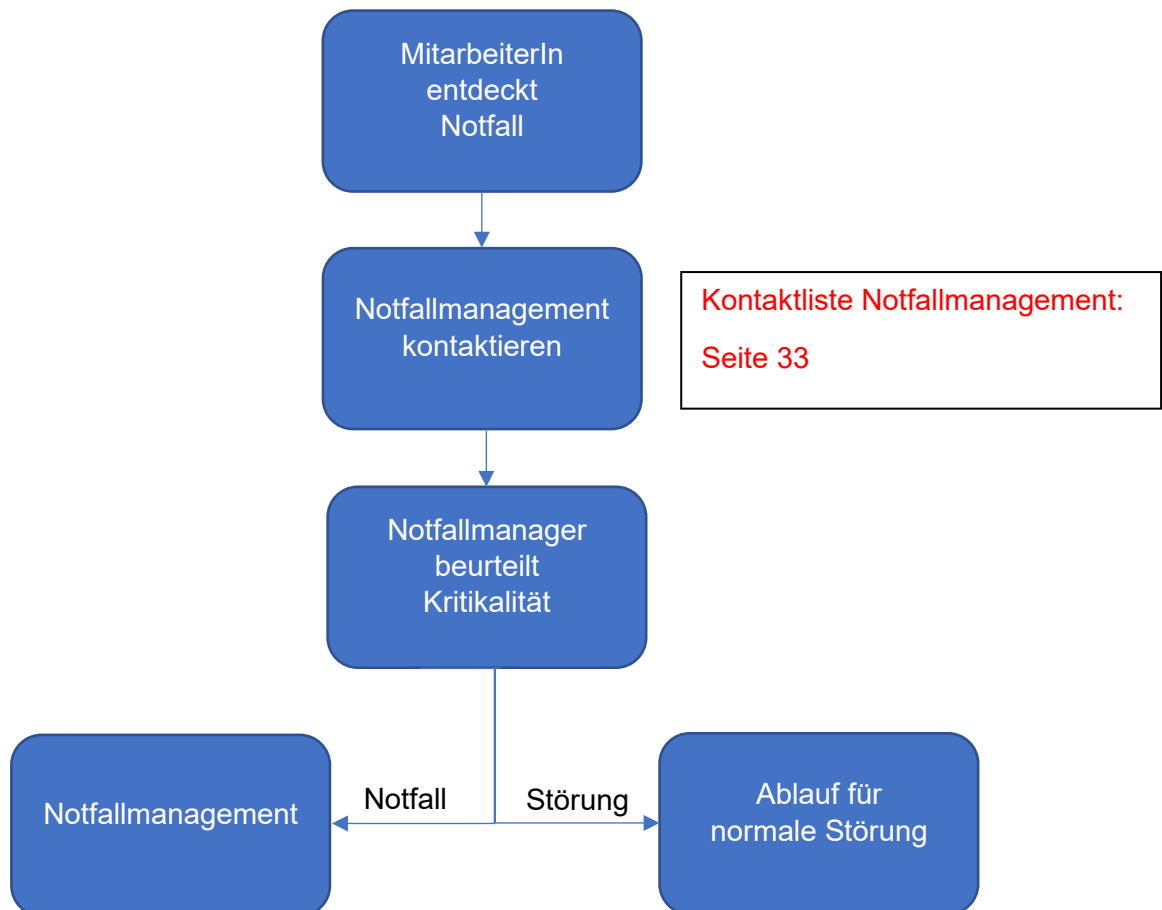 MitarbeiterIn
entdeckt
Notfall
Notfallmanagement
kontaktieren
Kontaktliste Notfallmanagement:
Seite 33
Notfallmanager
beurteilt
Kritikalität
Notfallmanagement
Notfall
Störung
Ablauf für
normale Störung